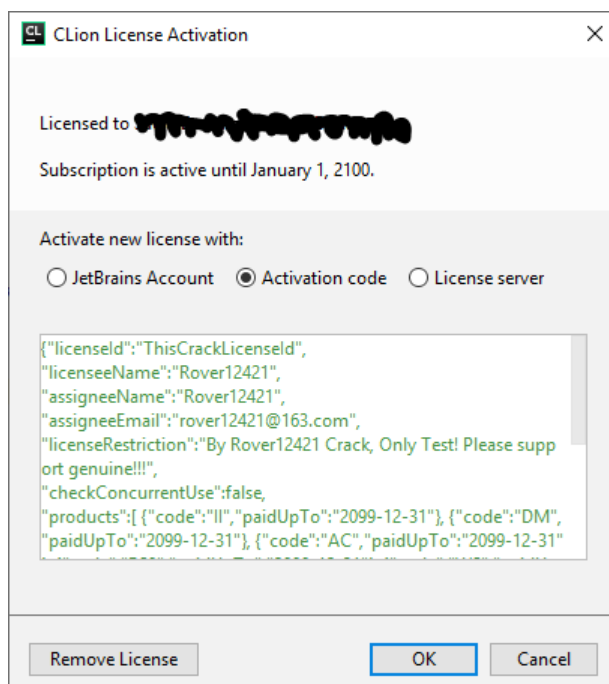 CL CLion License Activation
Licensed to
Subscription is active until January 1, 2100.
Activate new license with:
JetBrains Account Activation code License server
{"licenseId":"ThisCrackLicenseId",
"licenseeName":"Rover12421",
"assigneeName":"Rover12421",
"assigneeEmail":"rover12421@163.com",
"licenseRestriction":"By Rover12421 Crack, Only Test! Please supp
ort genuine!!!",
"checkConcurrentUse":false,
"products":[ {"code":"II","paidUpTo":"2099-12-31"}, {"code":"DM",
"paidUpTo":"2099-12-31"}, {"code":"AC","paidUpTo":"2099-12-31"
Remove License OK Cancel